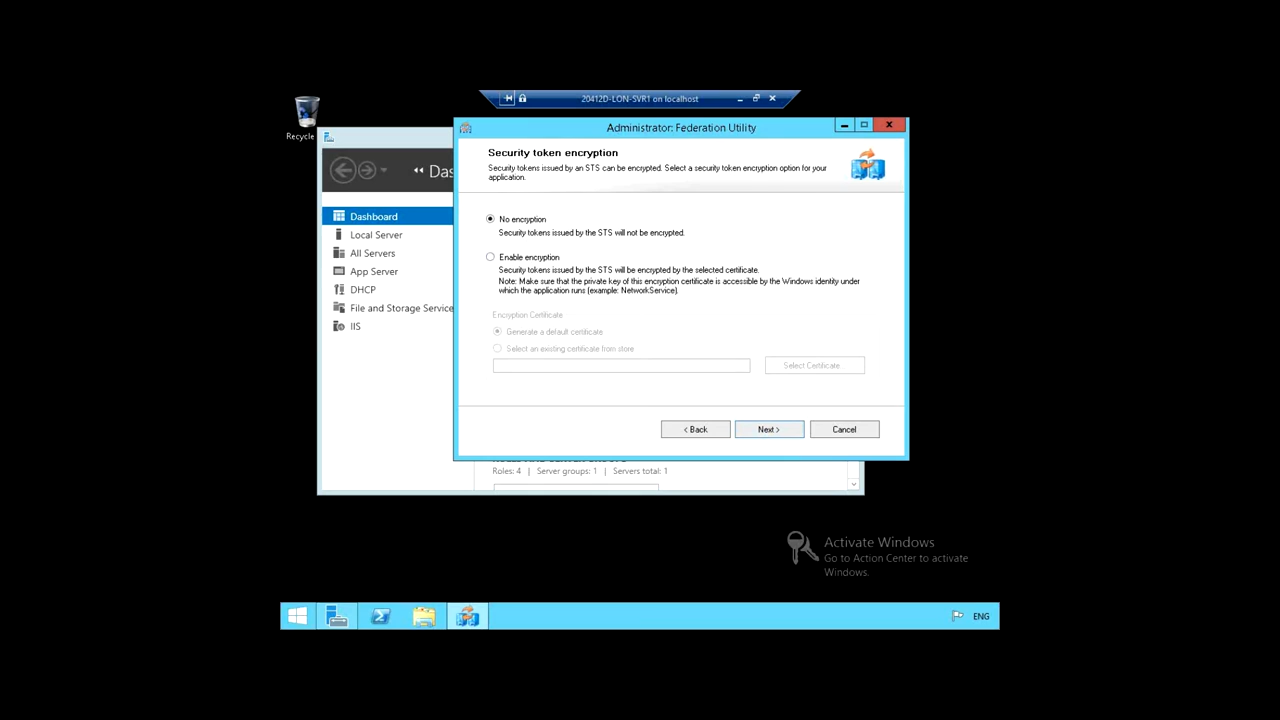 20412D-LON-SVR1 on localhost
Recycle
Administrator: Federation Utility
Das
Security token encryption
Security tokens issued by an STS can be encrypted. Select a security token encryption option for your
application.
Dashboard
Local Server
All Servers
App Server
DHCP
File and Storage Service
IIS
No encryption
Security tokens issued by the STS will not be encrypted.
Enable encryption
Security tokens issued by the STS will be encrypted by the selected certificate.
Note: Make sure that the private key of this encryption certificate is accessible by the Windows identity under
which the application runs (example: NetworkService).
Encryption Certificate
Generate a default certificate
Select an existing certificate from store
Select Certificate
< Back
Next >
Cancel
Roles: 4 | Server groups: 1 | Servers total: 1
Activate Windows
Go to Action Center to activate
Windows.
ENG